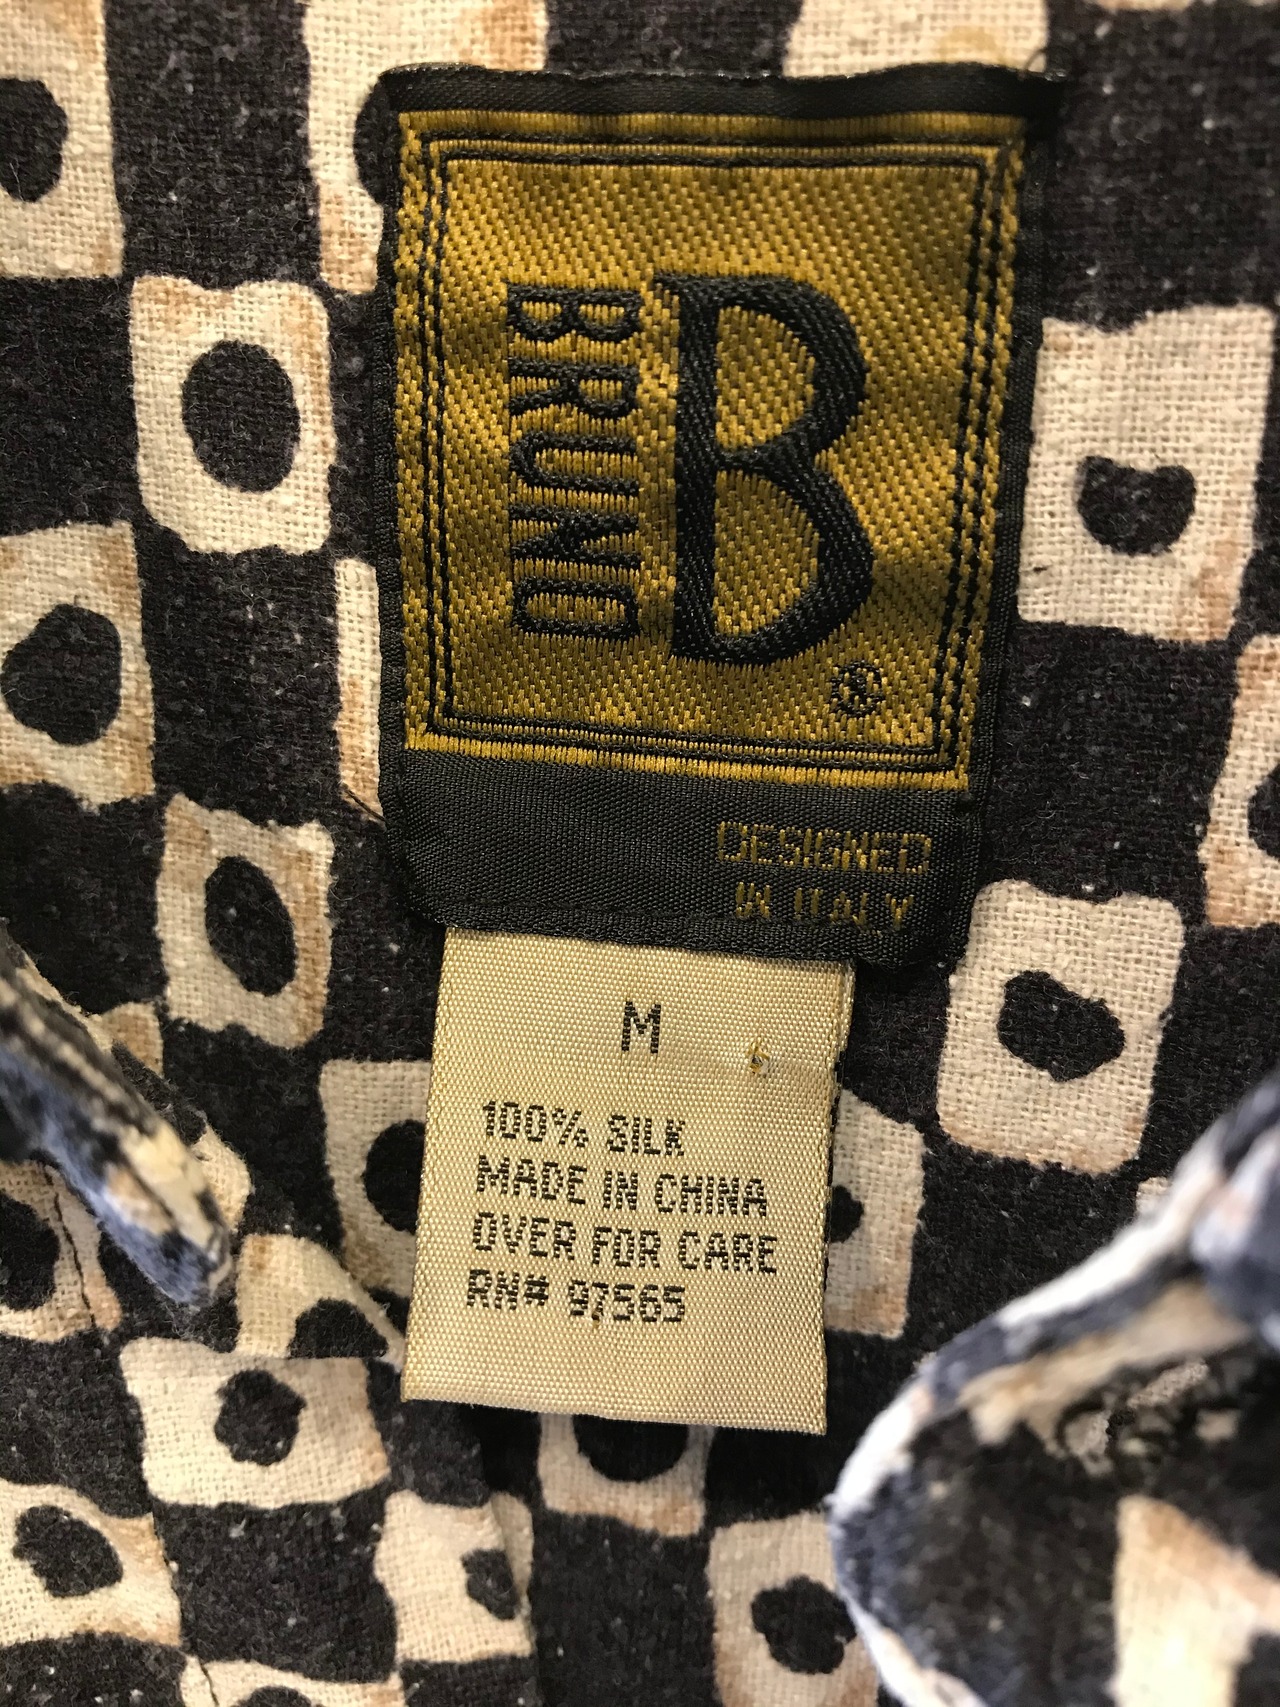 BRUNO
B
®
DESIGNED
IN ITALY
M
100% SILK
MADE IN CHINA
OVER FOR CARE
RN# 97565